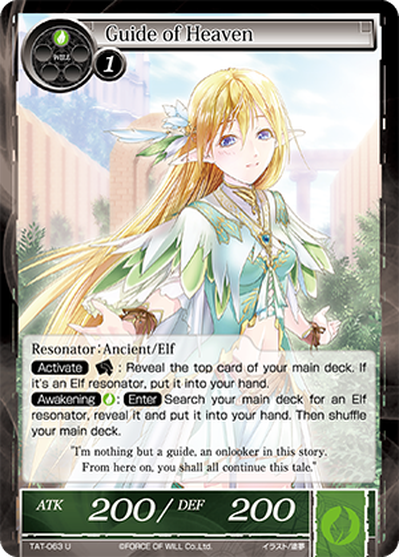 Guide of Heaven
WILL
1
Resonator : Ancient/Elf
Activate : Reveal the top card of your main deck. If
it's an Elf resonator, put it into your hand.
Awakening : Enter Search your main deck for an Elf
resonator, reveal it and put it into your hand. Then shuffle
your main deck.
"I'm nothing but a guide, an onlooker in this story.
From here on, you shall all continue this tale."
ATK 200 / DEF 200
TAT-063 U ©FORCE OF WILL Co.,Ltd. イラスト/猫夢